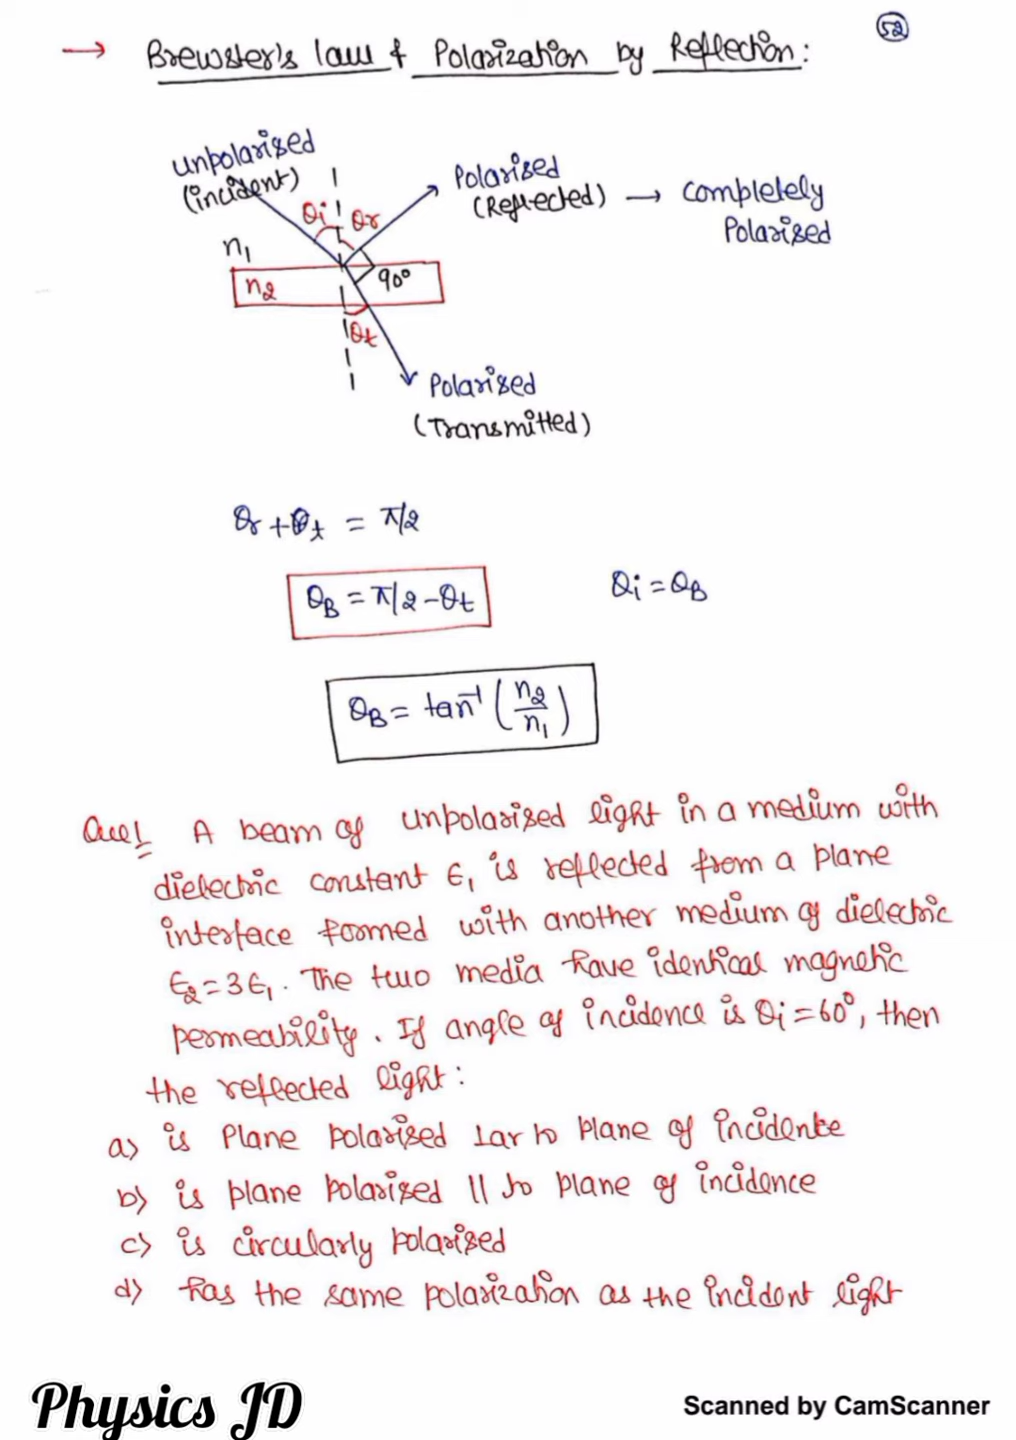 52
→ Brewster's law & Polarization by Reflection:
unpolarised
(incident)
Polarised
(Reflected) → completely
Polarised
θi θr
n1
n2
90°
θt
Polarised
(Transmitted)
θr + θt = π/2
θB = π/2 - θt
θi = θB
θB = tan⁻¹ (n2/n1)
Que! A beam of unpolarised light in a medium with
dielectric constant ϵ1 is reflected from a plane
interface formed with another medium of dielectric
ϵ2 = 3ϵ1. The two media have identical magnetic
permeability. If angle of incidence is θi = 60°, then
the reflected light:
a) is Plane polarised ⊥ar to plane of incidence
b) is plane polarised || to plane of incidence
c) is circularly polarised
d) has the same polarization as the incident light
Physics JD
Scanned by CamScanner